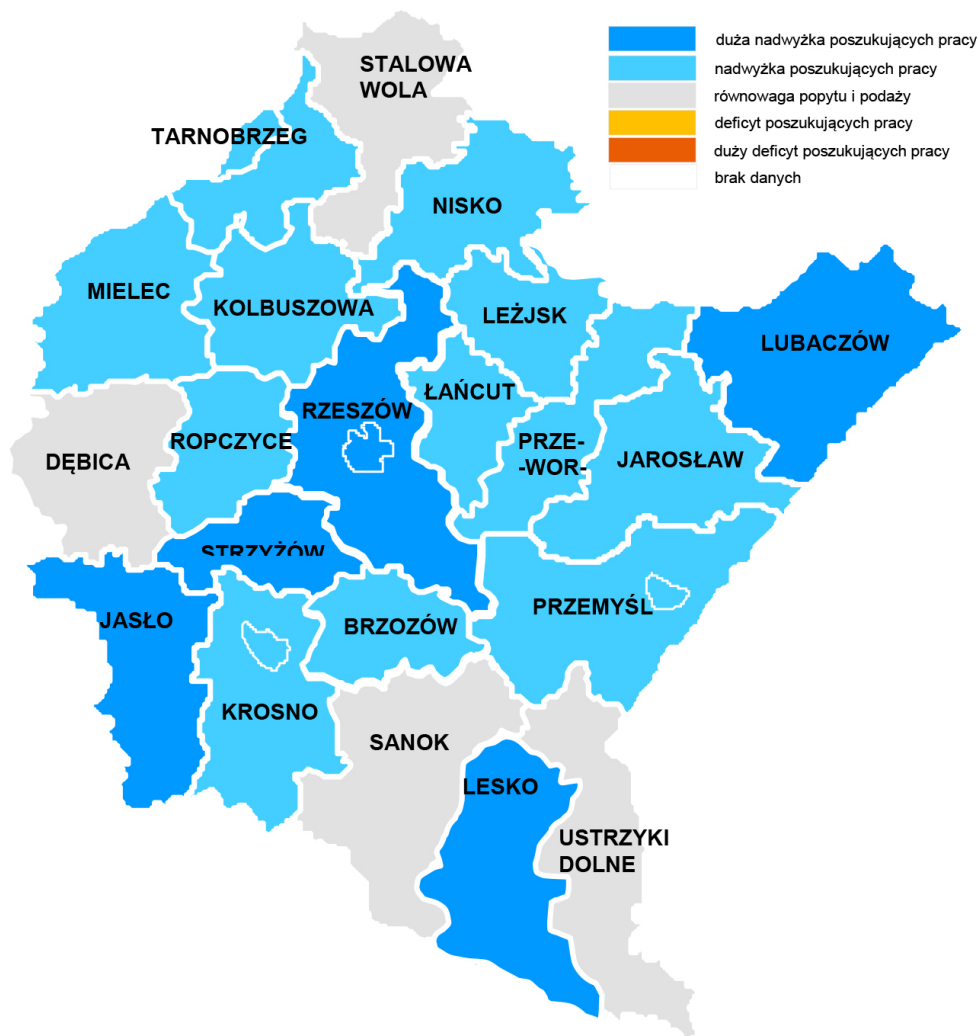 duża nadwyżka poszukujących pracy
nadwyżka poszukujących pracy
równowaga popytu i podaży
deficyt poszukujących pracy
duży deficyt poszukujących pracy
brak danych
STALOWA
WOLA
TARNOBRZEG
NISKO
MIELEC
KOLBUSZOWA
LEŻJSK
LUBACZÓW
RZESZÓW
ŁAŃCUT
ROPCZYCE
PRZE-
-WOR-
DĘBICA
JAROSŁAW
STRZYŻÓW
JASŁO
BRZOZÓW
PRZEMYŚL
KROSNO
SANOK
LESKO
USTRZYKI
DOLNE